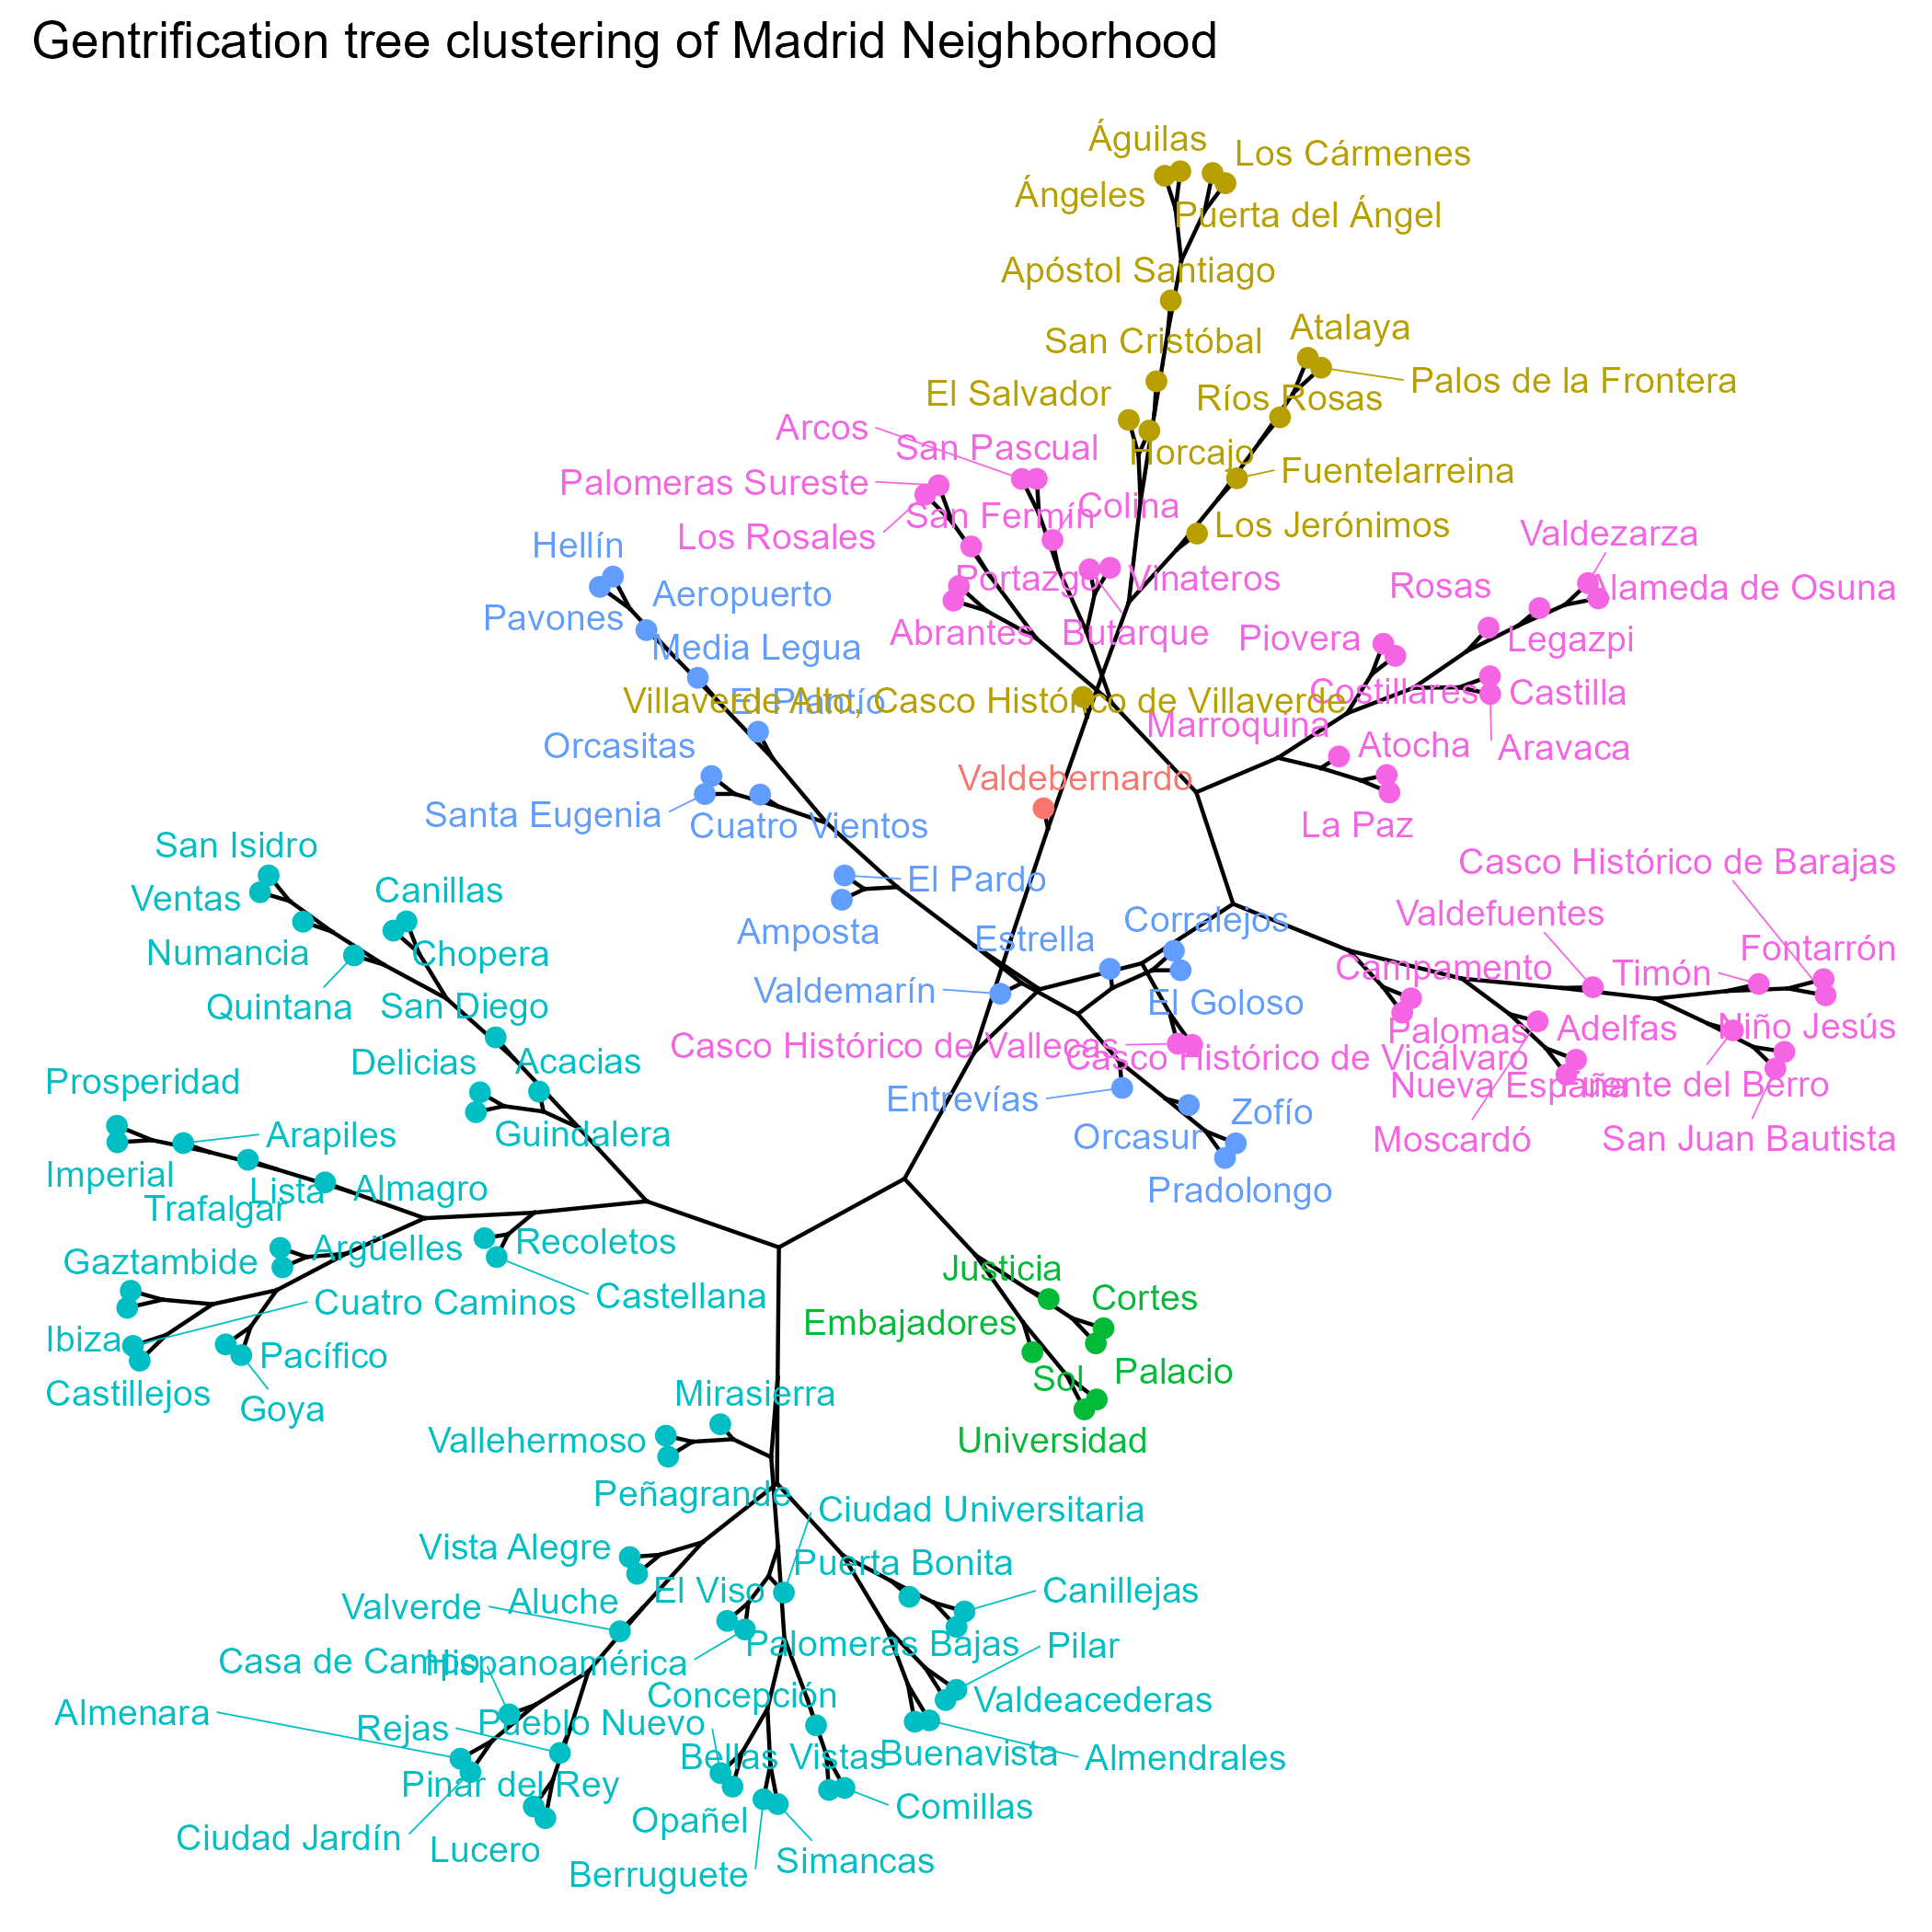 Gentrification tree clustering of Madrid Neighborhood
Águilas
Los Cármenes
Ángeles
Puerta del Ángel
Apóstol Santiago
Atalaya
San Cristóbal
Palos de la Frontera
El Salvador
Ríos Rosas
Arcos
San Pascual
Horcajo
Fuentelarreina
Palomeras Sureste
Colina
San Fermín
Los Jerónimos
Los Rosales
Valdezarza
Hellín
Portazgo
Vinateros
Rosas
Alameda de Osuna
Aeropuerto
Pavones
Abrantes
Butarque
Piovera
Legazpi
Media Legua
El Plantío
Villaverde Alto, Casco Histórico de Villaverde
Costillares
Castilla
Marroquina
Orcasitas
Atocha
Aravaca
Valdebernardo
Santa Eugenia
Cuatro Vientos
La Paz
San Isidro
Casco Histórico de Barajas
Ventas
Canillas
El Pardo
Valdefuentes
Corralejos
Amposta
Estrella
Numancia
Chopera
Fontarrón
Campamento
Timón
Valdemarín
El Goloso
Quintana
San Diego
Palomas
Adelfas
Niño Jesús
Casco Histórico de Vallecas
Casco Histórico de Vicálvaro
Delicias
Acacias
Prosperidad
Nueva España
Fuente del Berro
Entrevías
Zofío
Arapiles
Guindalera
Orcasur
Moscardó
San Juan Bautista
Imperial
Lista
Almagro
Pradolongo
Trafalgar
Argüelles
Recoletos
Gaztambide
Justicia
Cuatro Caminos
Castellana
Cortes
Embajadores
Ibiza
Pacífico
Sol
Palacio
Castillejos
Goya
Mirasierra
Vallehermoso
Universidad
Peñagrande
Ciudad Universitaria
Vista Alegre
Puerta Bonita
El Viso
Canillejas
Valverde
Aluche
Palomeras Bajas
Pilar
Casa de Campo
Hispanoamérica
Concepción
Valdeacederas
Almenara
Rejas
Pueblo Nuevo
Bellas Vistas
Buenavista
Almendrales
Pinar del Rey
Comillas
Opañel
Ciudad Jardín
Lucero
Simancas
Berruguete